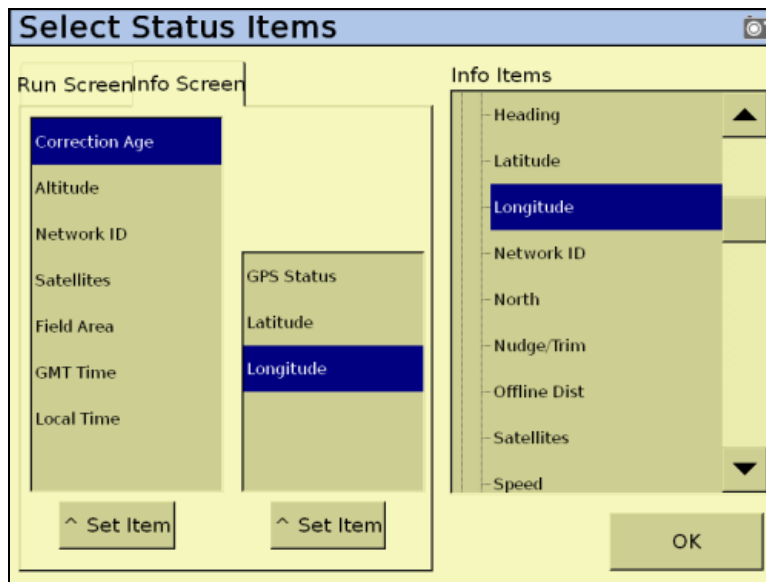 Select Status Items
Run Screen
Info Screen
Correction Age
Altitude
Network ID
Satellites
Field Area
GMT Time
Local Time
^ Set Item
GPS Status
Latitude
Longitude
^ Set Item
Info Items
Heading
Latitude
Longitude
Network ID
North
Nudge/Trim
Offline Dist
Satellites
Speed
OK